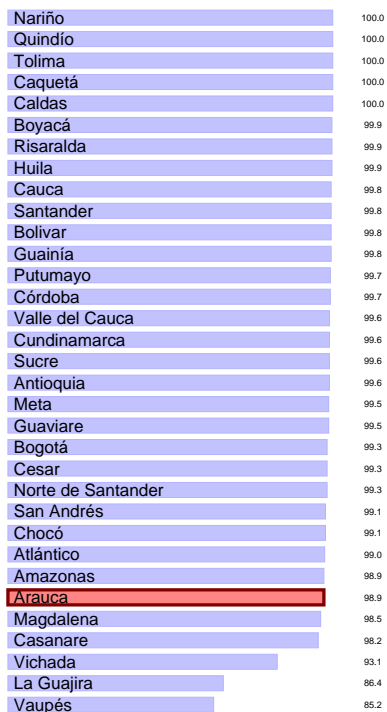 Nariño 100.0
Quindío 100.0
Tolima 100.0
Caquetá 100.0
Caldas 100.0
Boyacá 99.9
Risaralda 99.9
Huila 99.9
Cauca 99.8
Santander 99.8
Bolivar 99.8
Guainía 99.8
Putumayo 99.7
Córdoba 99.7
Valle del Cauca 99.6
Cundinamarca 99.6
Sucre 99.6
Antioquia 99.6
Meta 99.5
Guaviare 99.5
Bogotá 99.3
Cesar 99.3
Norte de Santander 99.3
San Andrés 99.1
Chocó 99.1
Atlántico 99.0
Amazonas 98.9
Arauca 98.9
Magdalena 98.5
Casanare 98.2
Vichada 93.1
La Guajira 86.4
Vaupés 85.2